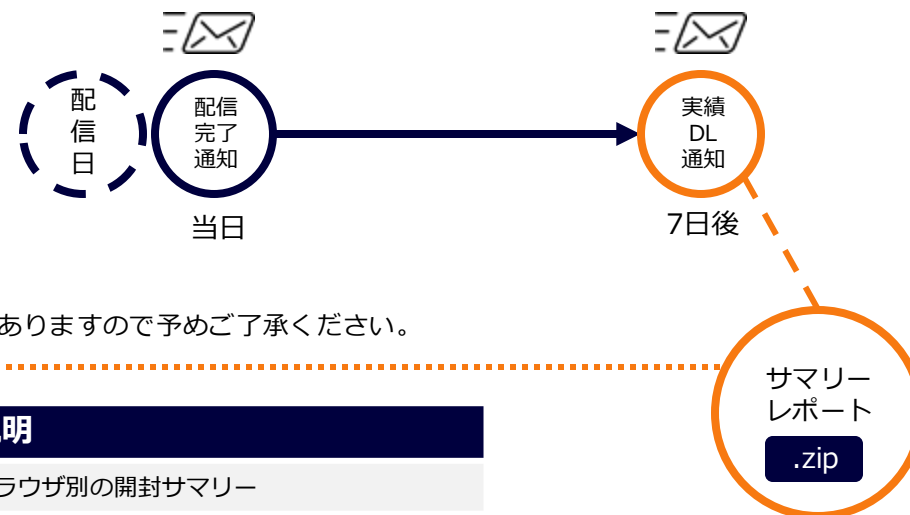 配
信
日
配信
完了
通知
実績
DL
通知
当日
7日後
ありますので予めご了承ください。
サマリー
レポート
.zip
明
ラウザ別の開封サマリー